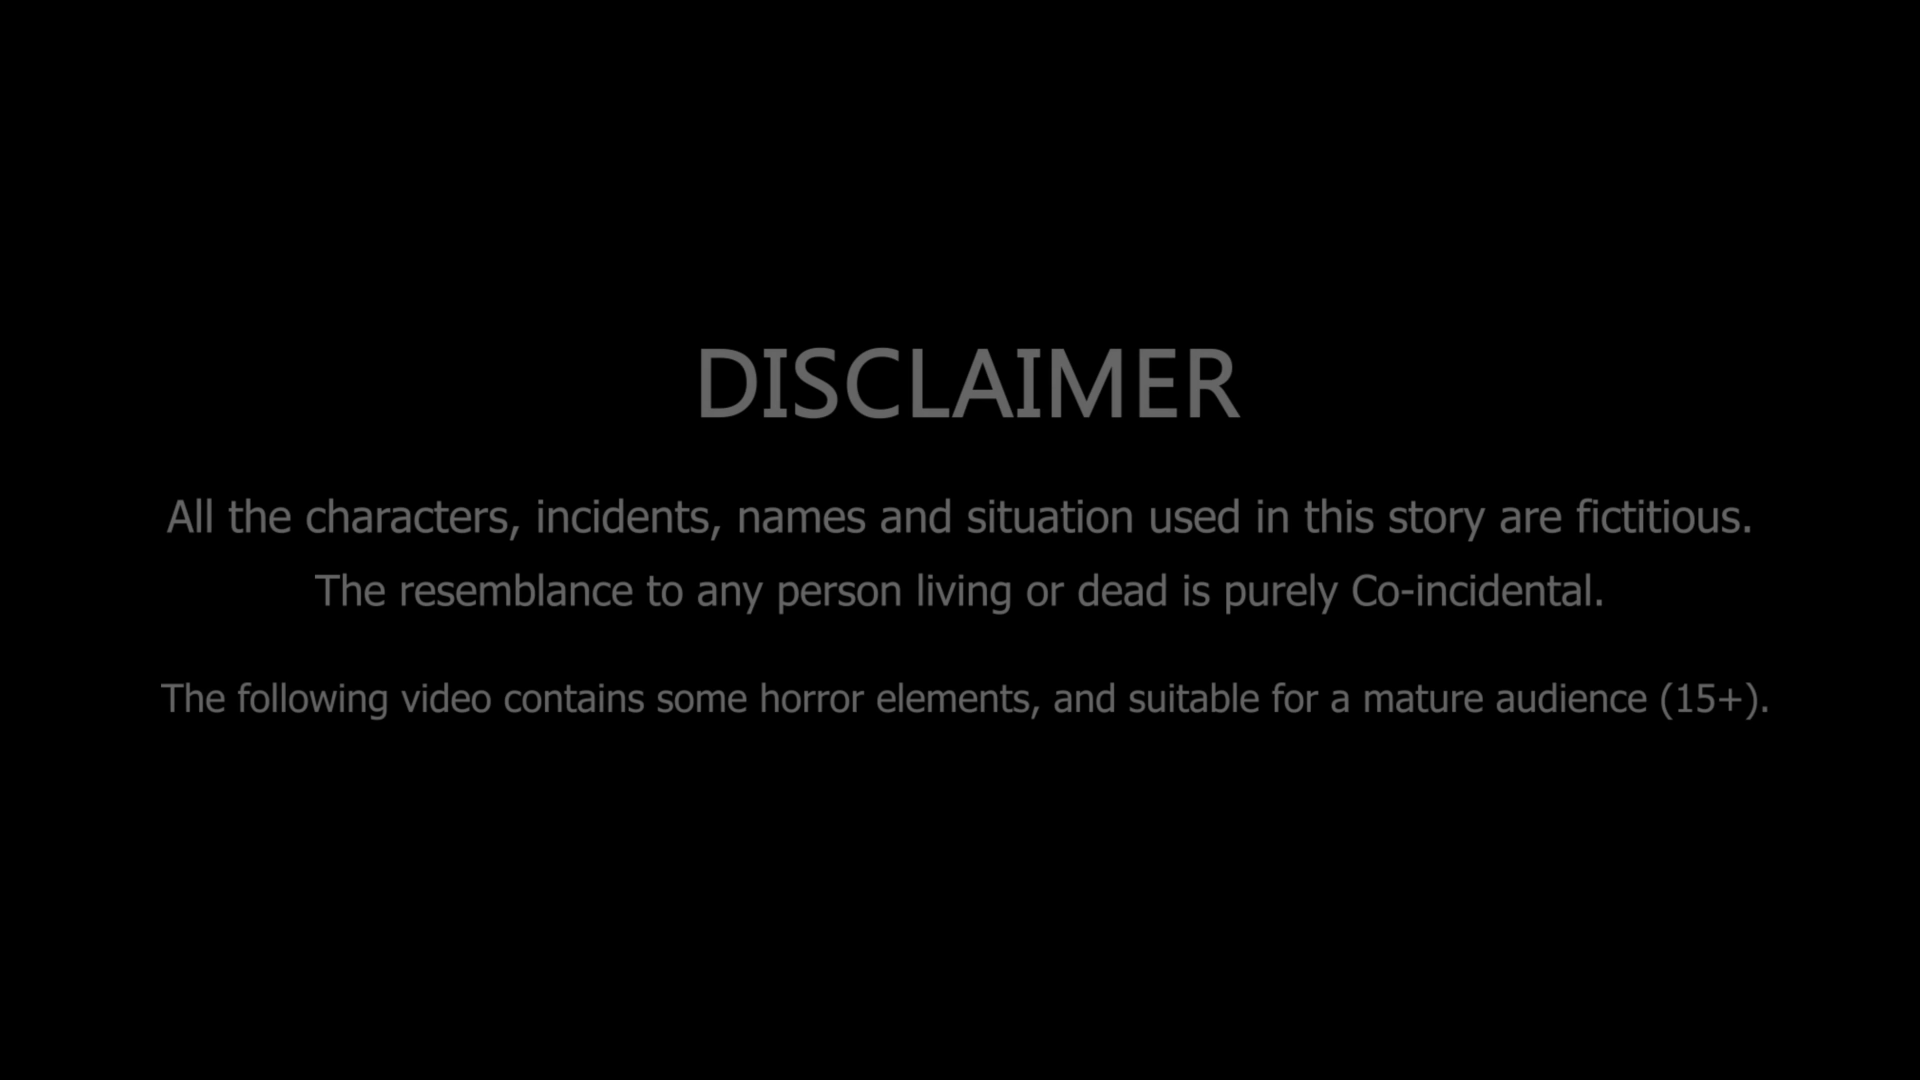 DISCLAIMER
All the characters, incidents, names and situation used in this story are fictitious.
The resemblance to any person living or dead is purely Co-incidental.
The following video contains some horror elements, and suitable for a mature audience (15+).